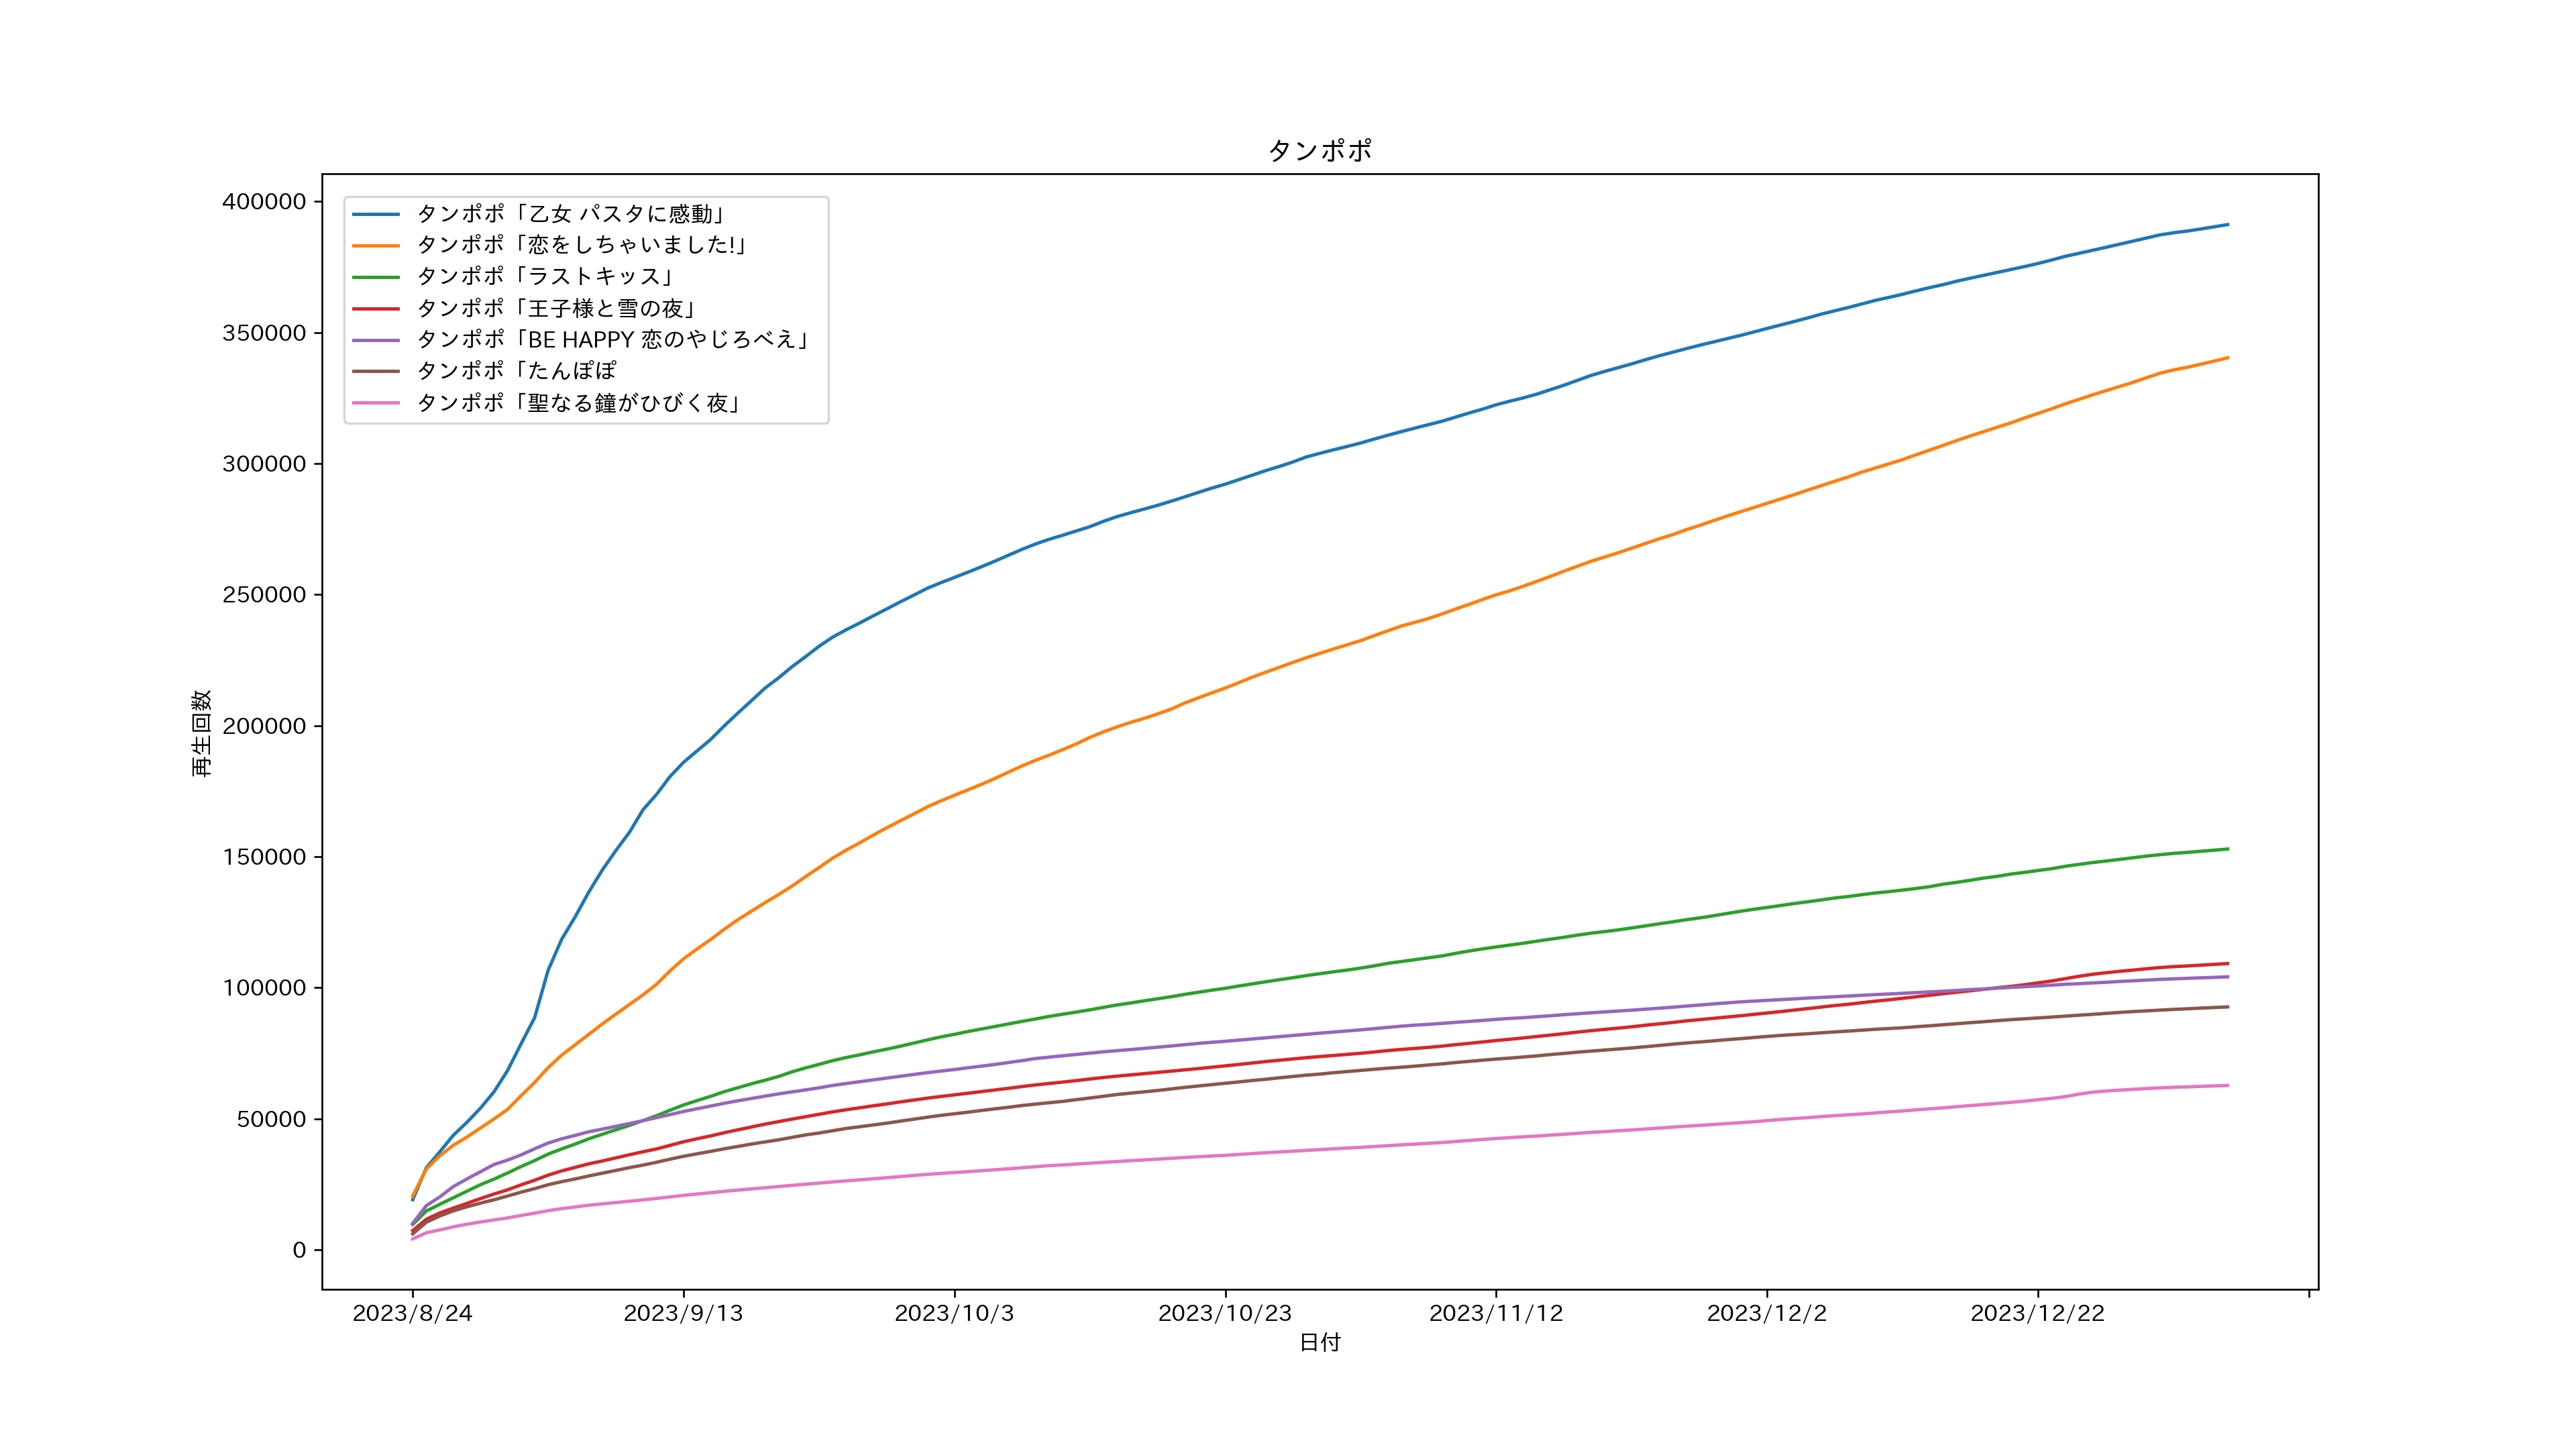 タンポポ
400000
350000
300000
250000
200000
150000
100000
50000
0
再生回数
タンポポ「乙女 パスタに感動」
タンポポ「恋をしちゃいました!」
タンポポ「ラストキッス」
タンポポ「王子様と雪の夜」
タンポポ「BE HAPPY 恋のやじろべえ」
タンポポ「たんぽぽ
タンポポ「聖なる鐘がひびく夜」
2023/8/24 2023/9/13 2023/10/3 2023/10/23 2023/11/12 2023/12/2 2023/12/22
日付